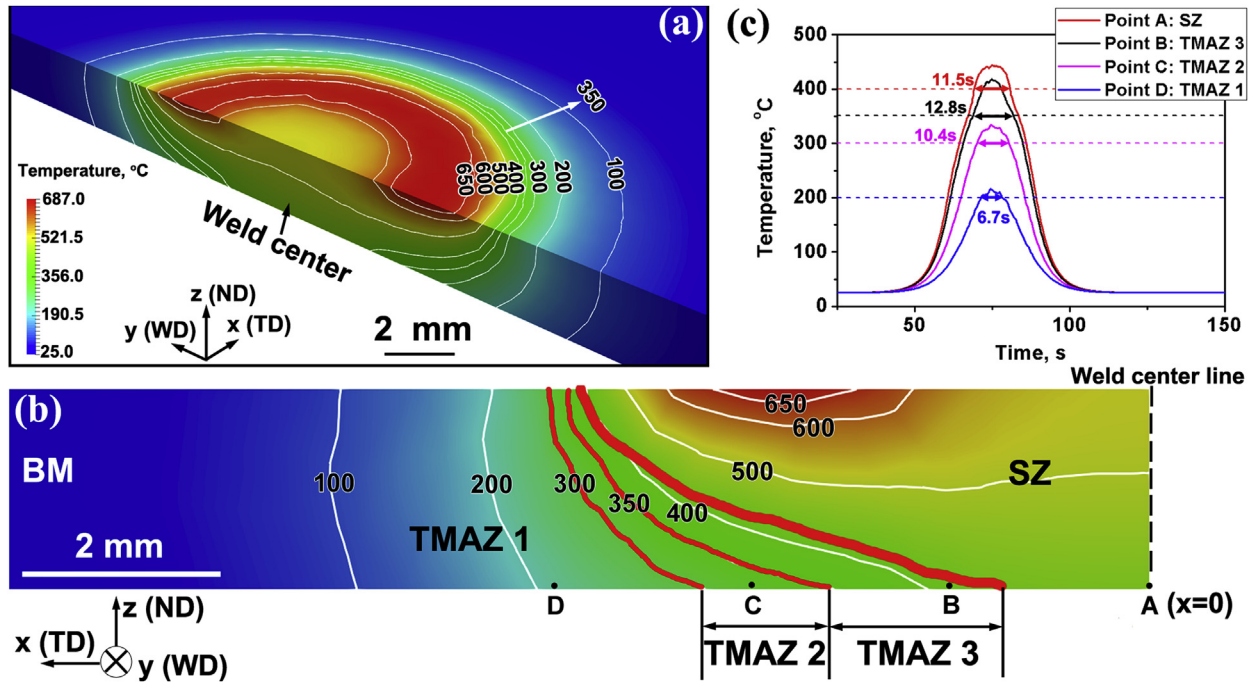 (a)
350
650
600
500
400
300
200
100
Temperature, °C
687.0
521.5
356.0
190.5
25.0
Weld center
z (ND)
y (WD)
x (TD)
2 mm
(c)
Point A: SZ
Point B: TMAZ 3
Point C: TMAZ 2
Point D: TMAZ 1
Temperature, °C
500
400
300
200
100
0
11.5s
12.8s
10.4s
6.7s
50
100
150
Time, s
Weld center line
(b)
BM
100
200
300
350
400
500
600
650
SZ
TMAZ 1
2 mm
D
C
B
A (x=0)
z (ND)
x (TD)
y (WD)
TMAZ 2
TMAZ 3